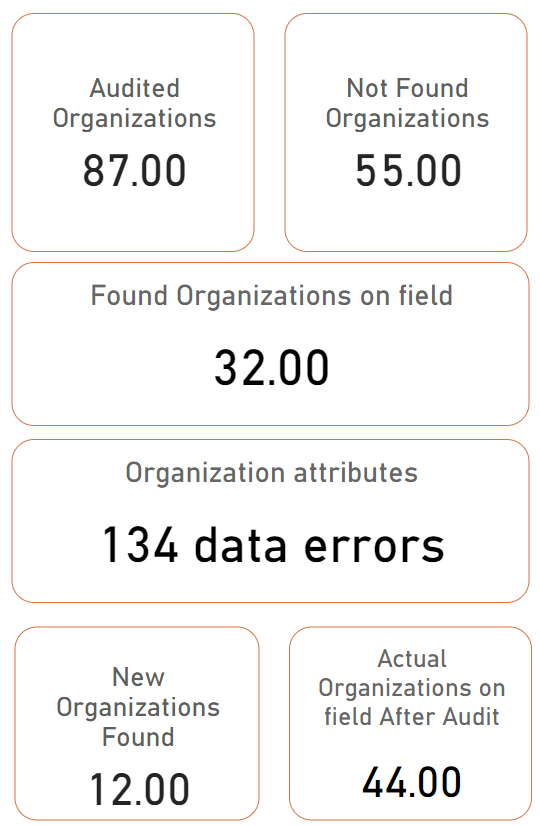 Audited
Organizations
87.00
Not Found
Organizations
55.00
Found Organizations on field
32.00
Organization attributes
134 data errors
New
Organizations
Found
12.00
Actual
Organizations on
field After Audit
44.00